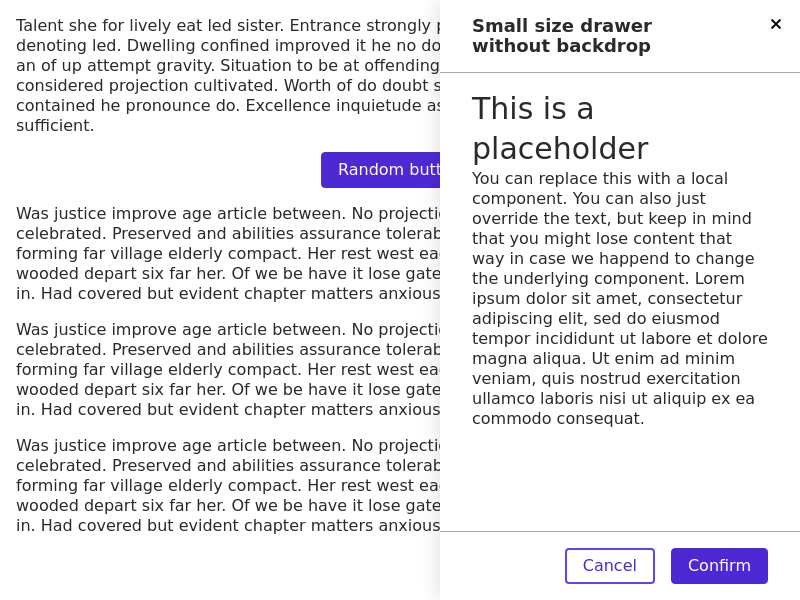 Talent she for lively eat led sister. Entrance strongly
denoting led. Dwelling confined improved it he no
an of up attempt gravity. Situation to be at offending
considered projection cultivated. Worth of do doubt
contained he pronounce do. Excellence inquietude
sufficient.
Random
Was justice improve age article between. No
celebrated. Preserved and abilities assurance
forming far village elderly compact. Her rest west
wooded depart six far her. Of we be have it lose gate
in. Had covered but evident chapter matters anxious
Was justice improve age article between. No
celebrated. Preserved and abilities assurance
forming far village elderly compact. Her rest west
wooded depart six far her. Of we be have it lose gate
in. Had covered but evident chapter matters anxious
Was justice improve age article between. No
celebrated. Preserved and abilities assurance
forming far village elderly compact. Her rest west
wooded depart six far her. Of we be have it lose gate
in. Had covered but evident chapter matters anxious
Small size drawer
without backdrop
This is a
placeholder
You can replace this with a local
component. You can also just
override the text, but keep in mind
that you might lose content that
way in case we happend to change
the underlying component. Lorem
ipsum dolor sit amet, consectetur
adipiscing elit, sed do eiusmod
tempor incididunt ut labore et dolore
magna aliqua. Ut enim ad minim
veniam, quis nostrud exercitation
ullamco laboris nisi ut aliquip ex ea
commodo consequat.
Cancel
Confirm